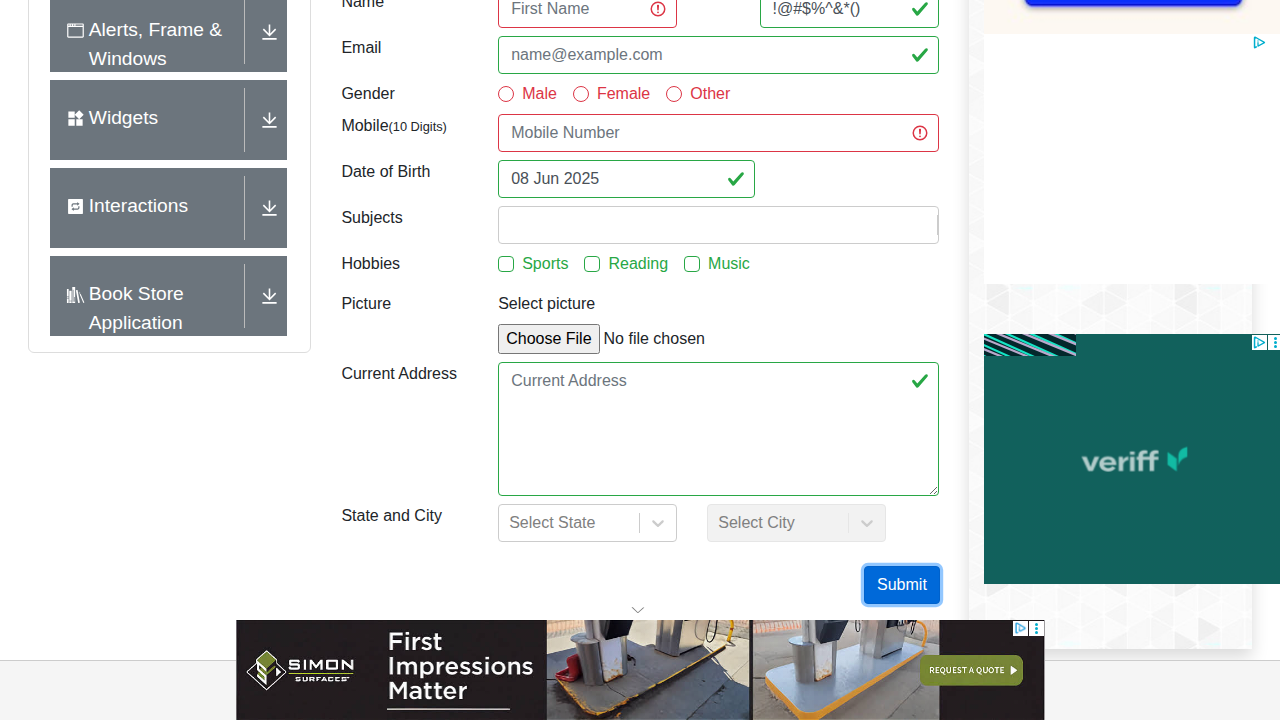 Name
First Name
!@#$%^&*()
Alerts, Frame &
Windows
Email
name@example.com
Gender
Male
Female
Other
Widgets
Mobile(10 Digits)
Mobile Number
Date of Birth
08 Jun 2025
Interactions
Subjects
Hobbies
Sports
Reading
Music
Book Store
Application
Picture
Select picture
Choose File No file chosen
Current Address
Current Address
veriff
State and City
Select State
Select City
Submit
First
Impressions
Matter
SIMON
SURFACES
REQUEST A QUOTE